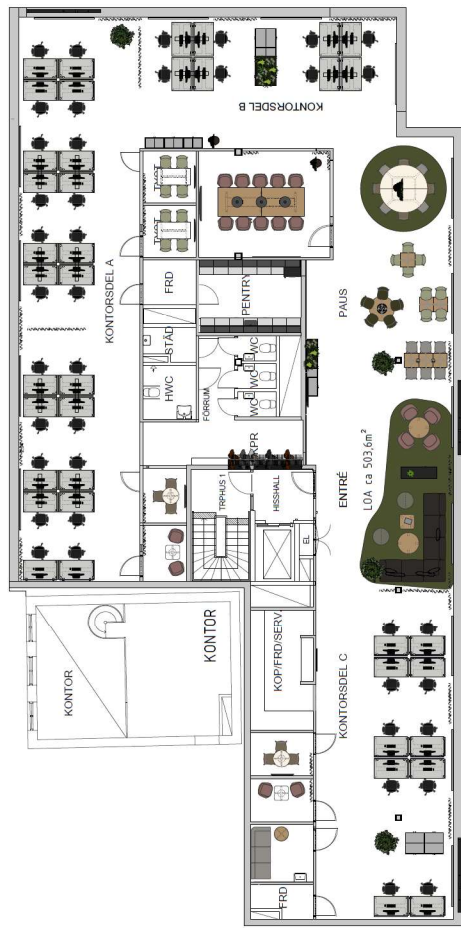 KONTORSDEL B
KONTORSDEL A
FRD
PENTRY
STÄD
HWC
FÖRRUM
WC
WC
WC
KPR
PAUS
TRPHUS 1
HISSHALL
EL
ENTRÉ
LOA ca 503,6m²
KONTOR
KONTOR
KOP/FRD/SERV.
KONTORSDEL C
FRD